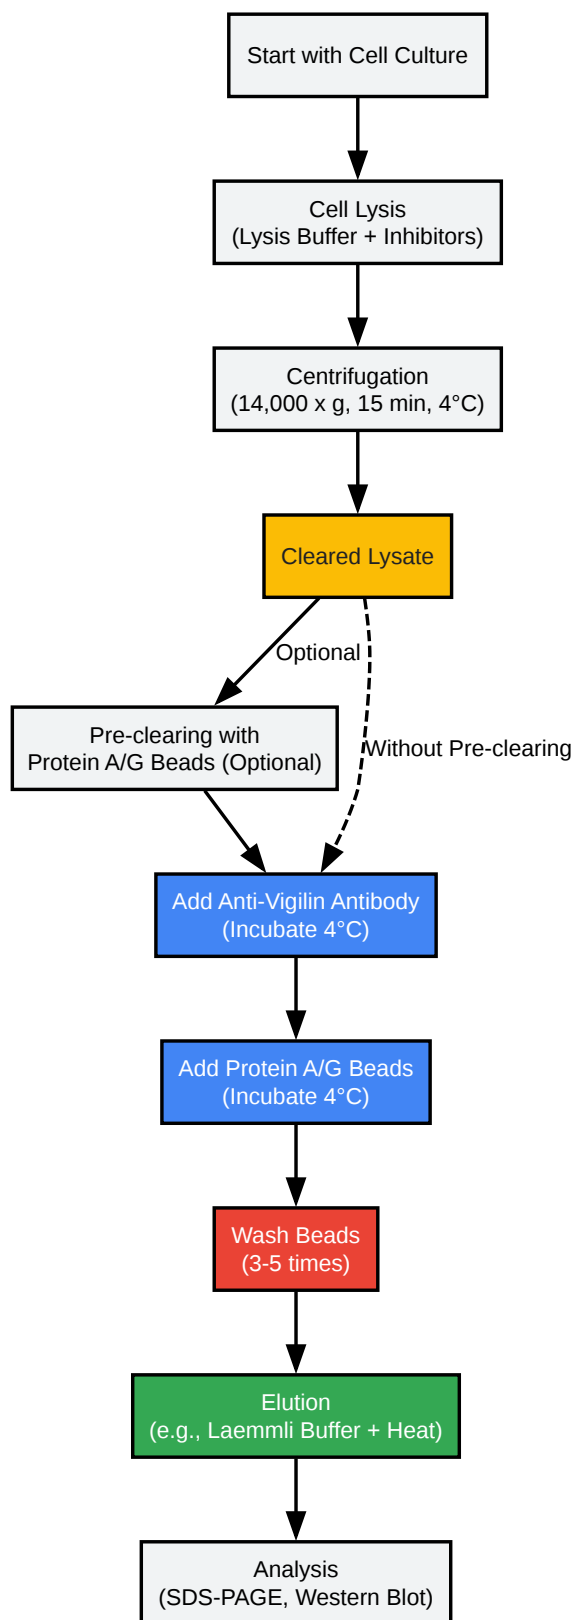 Start with Cell Culture
Cell Lysis
(Lysis Buffer + Inhibitors)
Centrifugation
(14,000 x g, 15 min, 4°C)
Cleared Lysate
Optional
Pre-clearing with
Protein A/G Beads (Optional)
Without Pre-clearing
Add Anti-Vigilin Antibody
(Incubate 4°C)
Add Protein A/G Beads
(Incubate 4°C)
Wash Beads
(3-5 times)
Elution
(e.g., Laemmli Buffer + Heat)
Analysis
(SDS-PAGE, Western Blot)